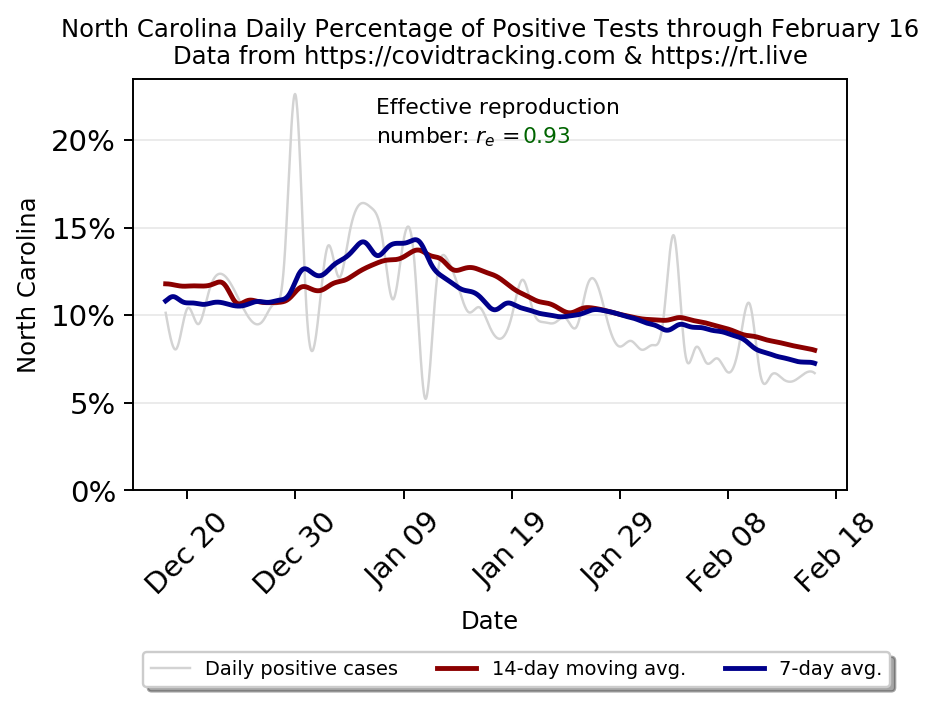 North Carolina Daily Percentage of Positive Tests through February 16
Data from https://covidtracking.com & https://rt.live
Effective reproduction
number: rₑ =0.93
20%
15%
10%
5%
0%
North Carolina
Dec 20
Dec 30
Jan 09
Jan 19
Jan 29
Feb 08
Feb 18
Date
Daily positive cases
14-day moving avg.
7-day avg.